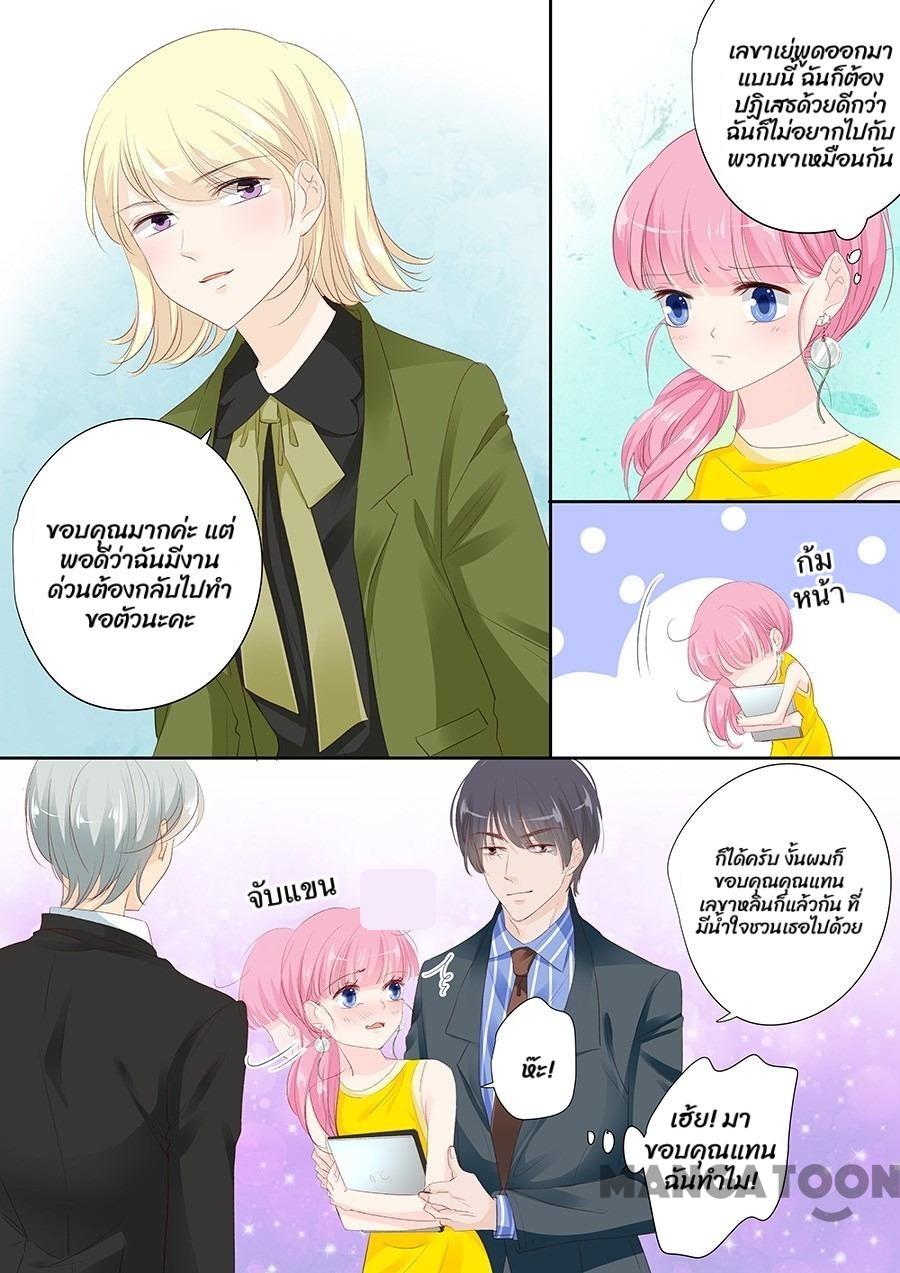 เลขาเย่พูดออกมา
แบบนี้ ฉันก็ต้อง
ปฏิเสธด้วยดีกว่า
ฉันก็ไม่อยากไปกับ
พวกเขาเหมือนกัน
ขอบคุณมากค่ะ แต่
พอดีว่าฉันมีงาน
ด่วนต้องกลับไปทำ
ขอตัวนะคะ
ก้ม
หน้า
จับแขน
ก็ได้ครับ งั้นผมก็
ขอบคุณคุณแทน
เลขาหลินก็แล้วกัน ที่
มีน้ำใจชวนเธอไปด้วย
ห๊ะ!
เฮ้ย! มา
ขอบคุณแทน
ฉันทำไม!
MANGATOON